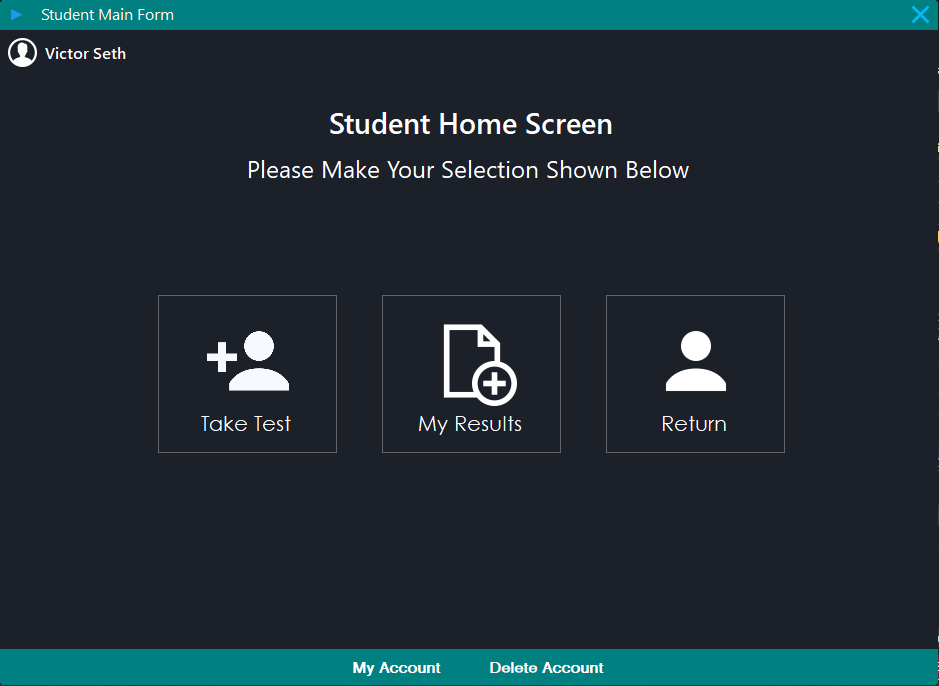 Student Main Form
Victor Seth
Student Home Screen
Please Make Your Selection Shown Below
Take Test
My Results
Return
My Account
Delete Account